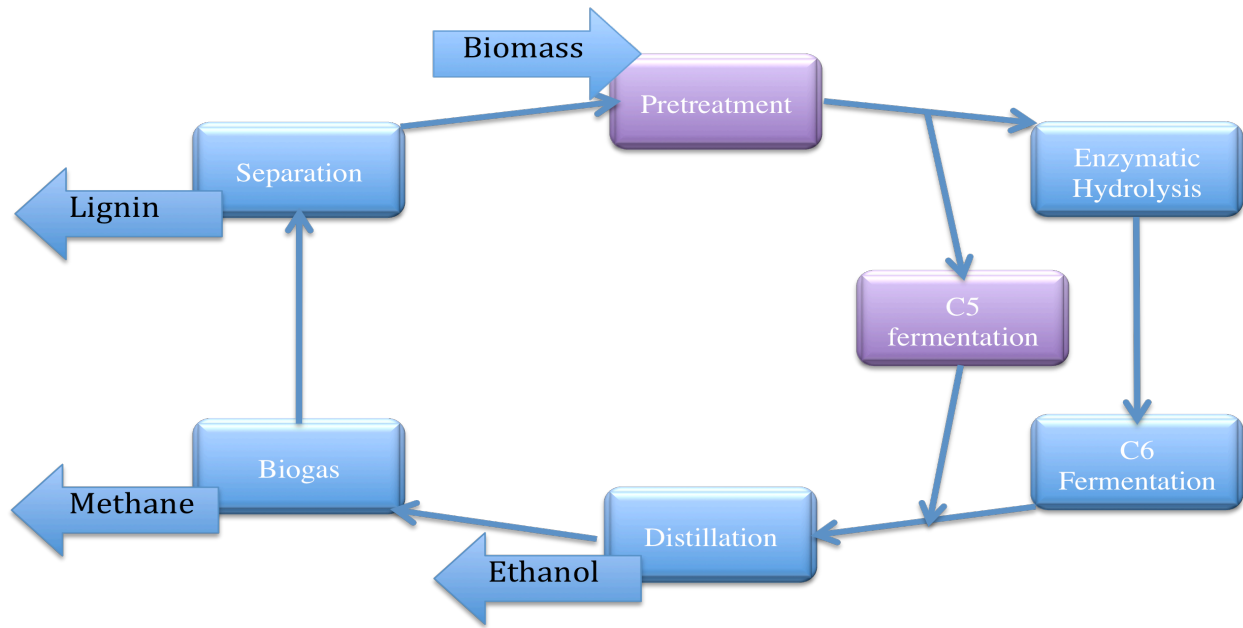 Biomass
Pretreatment
Separation
Enzymatic
Hydrolysis
Lignin
C5
fermentation
Biogas
C6
Fermentation
Methane
Distillation
Ethanol